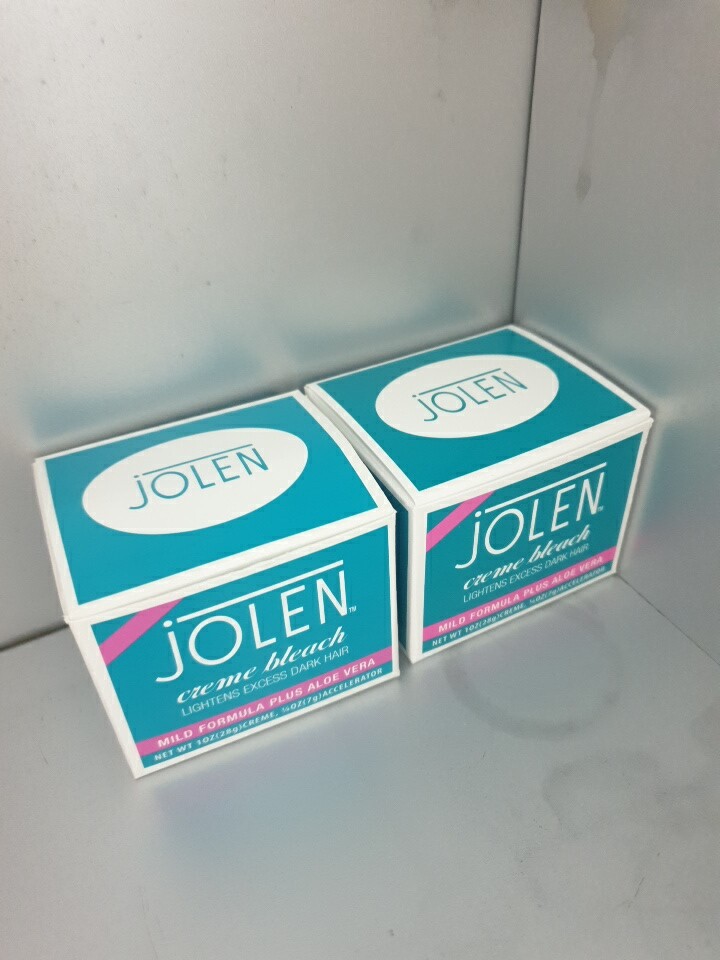 jOLEN
jOLEN
jOLEN™
creme bleach
LIGHTENS EXCESS DARK HAIR
MILD FORMULA PLUS ALOE VERA
NET WT 1OZ(28g)CREME, ¼OZ(7g)ACCELERATOR
jOLEN™
creme bleach
LIGHTENS EXCESS DARK HAIR
MILD FORMULA PLUS ALOE VERA
NET WT 1OZ(28g)CREME, ¼OZ(7g)ACCELERATOR